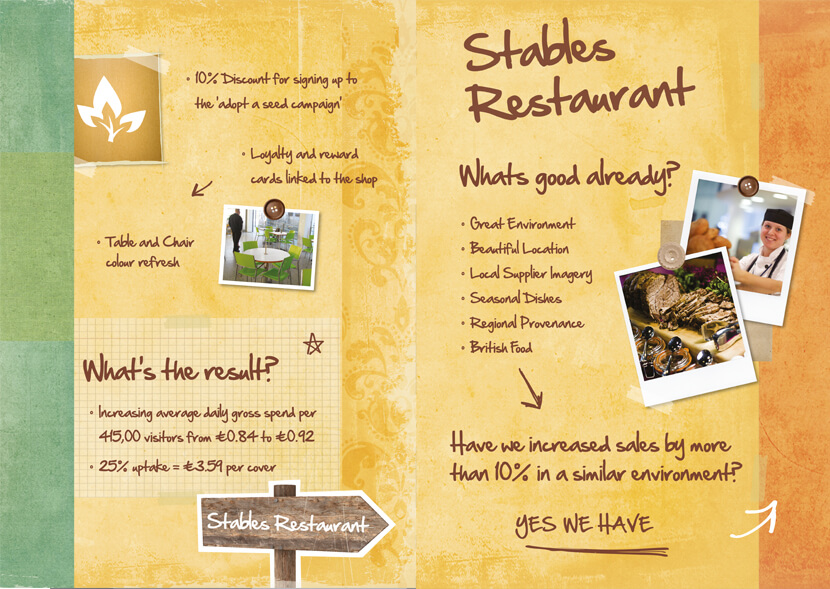 • 10% Discount for signing up to
the 'adopt a seed campaign'
• Loyalty and reward
cards linked to the shop
• Table and Chair
colour refresh
What's the result?
• Increasing average daily gross spend per
415,00 visitors from €0.84 to €0.92
• 25% uptake = €3.59 per cover
Stables Restaurant
Stables
Restaurant
Whats good already?
• Great Environment
• Beautiful Location
• Local Supplier Imagery
• Seasonal Dishes
• Regional Provenance
• British Food
Have we increased sales by more
than 10% in a similar environment?
YES WE HAVE